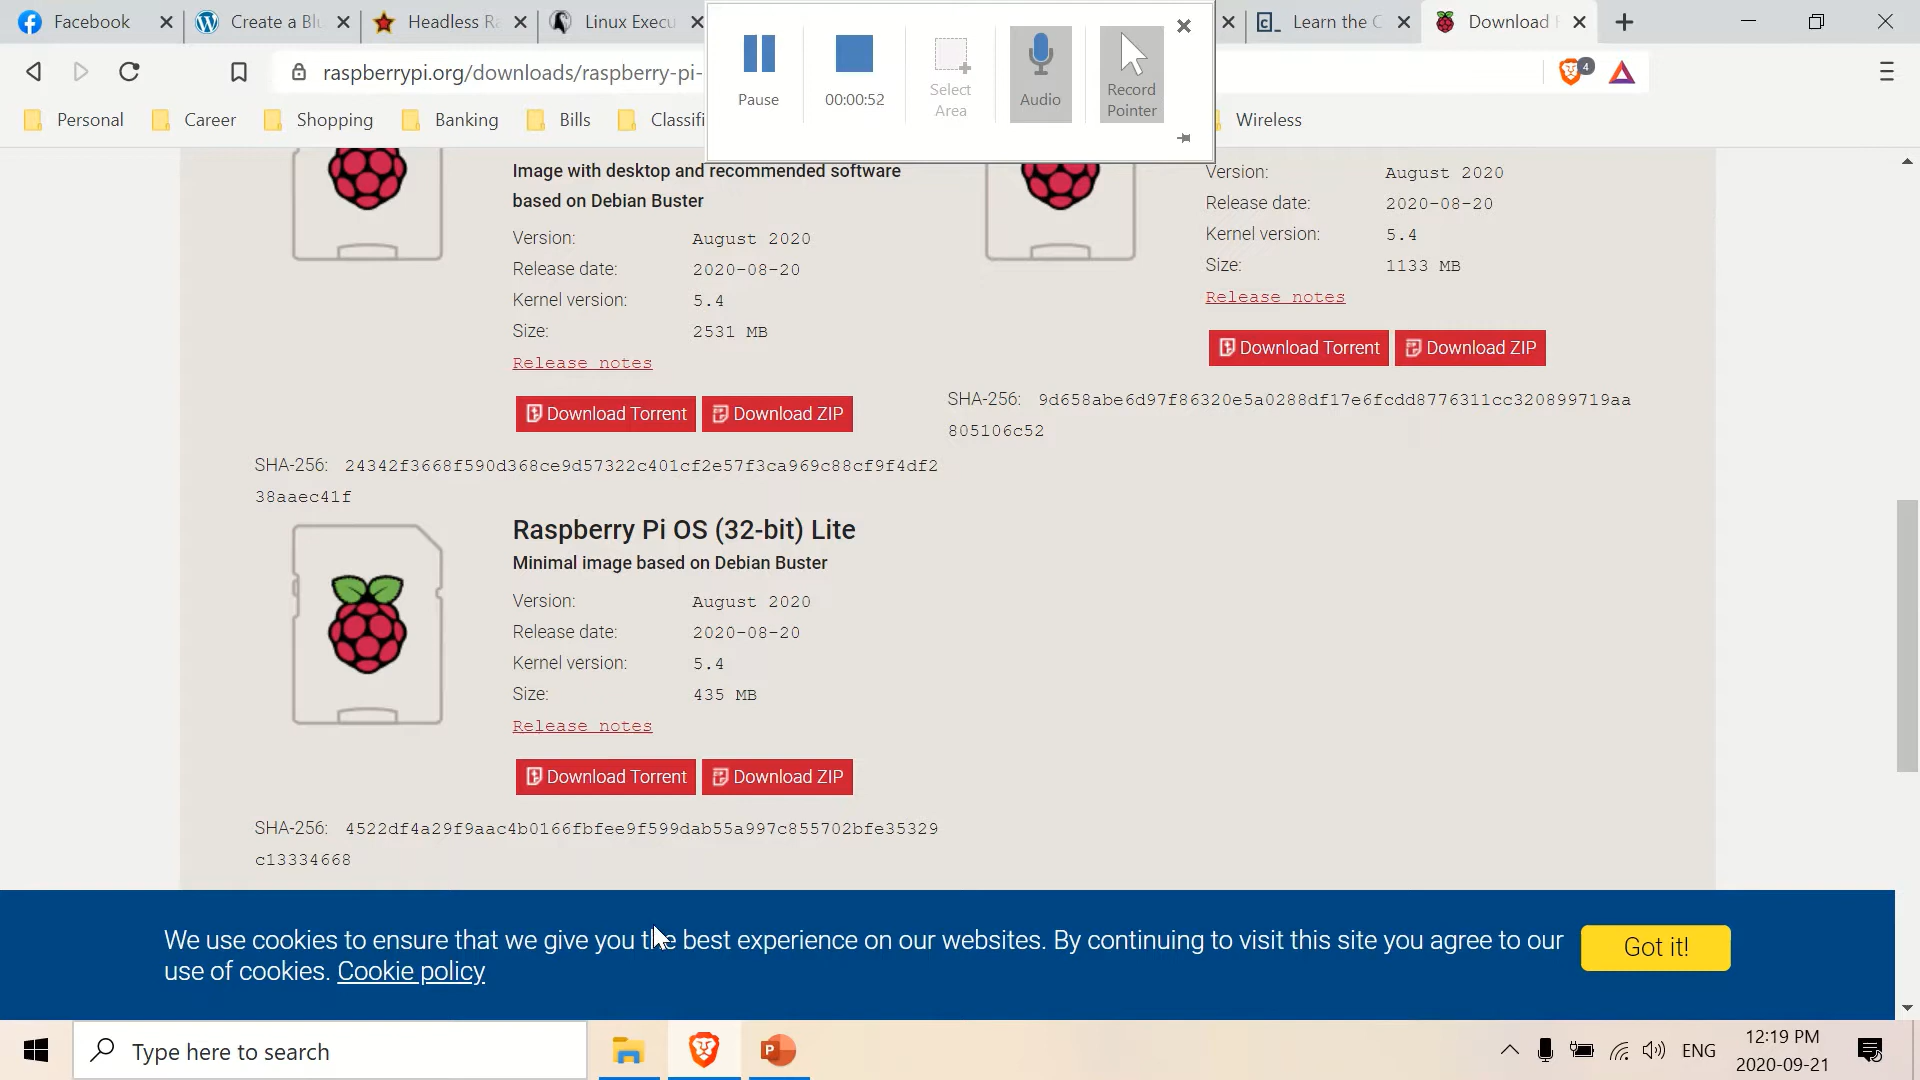 Facebook
Create a Blu
Headless Ra
Linux Execu
Learn the C
Download
raspberrypi.org/downloads/raspberry-pi-
4
Pause
00:00:52
Select
Area
Audio
Record
Pointer
Personal
Career
Shopping
Banking
Bills
Classifi
Wireless
Image with desktop and recommended software
based on Debian Buster
Version: August 2020
Release date: 2020-08-20
Kernel version: 5.4
Size: 2531 MB
Release notes
Download Torrent
Download ZIP
SHA-256: 24342f3668f590d368ce9d57322c401cf2e57f3ca969c88cf9f4df2
38aaec41f
Version: August 2020
Release date: 2020-08-20
Kernel version: 5.4
Size: 1133 MB
Release notes
Download Torrent
Download ZIP
SHA-256: 9d658abe6d97f86320e5a0288df17e6fcdd8776311cc320899719aa
805106c52
Raspberry Pi OS (32-bit) Lite
Minimal image based on Debian Buster
Version: August 2020
Release date: 2020-08-20
Kernel version: 5.4
Size: 435 MB
Release notes
Download Torrent
Download ZIP
SHA-256: 4522df4a29f9aac4b0166fbfee9f599dab55a997c855702bfe35329
c13334668
We use cookies to ensure that we give you the best experience on our websites. By continuing to visit this site you agree to our
use of cookies. Cookie policy
Got it!
Type here to search
ENG
12:19 PM
2020-09-21